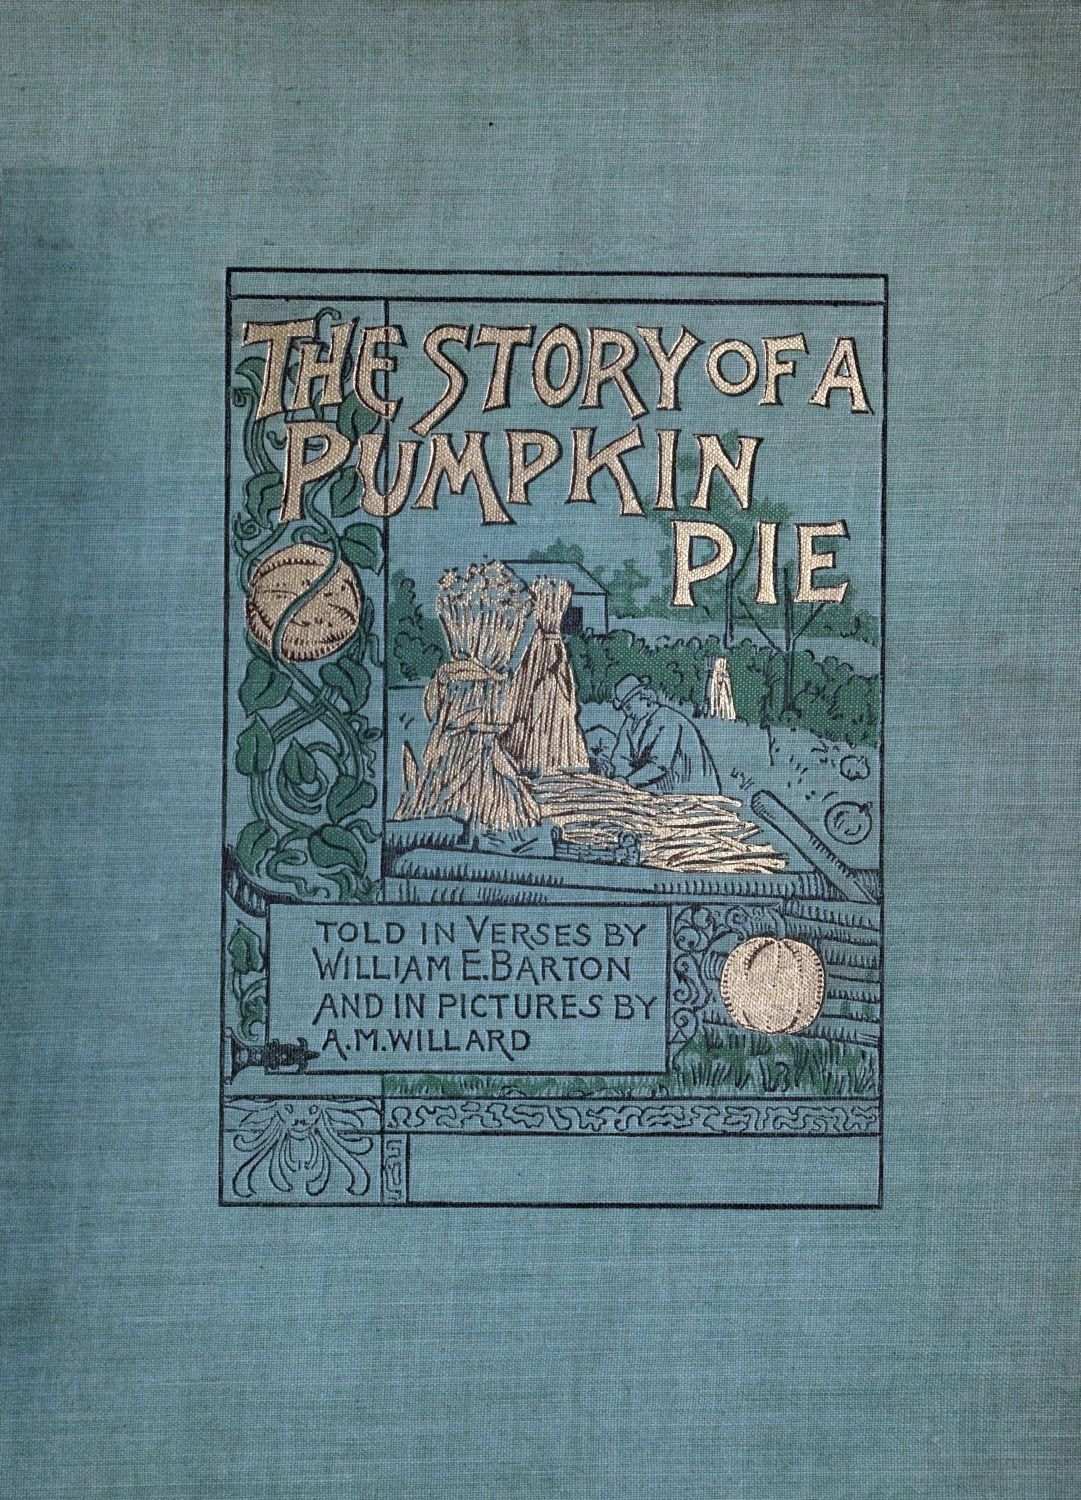 THE STORY OF A
PUMPKIN
PIE
TOLD IN VERSES BY
WILLIAM E. BARTON
AND IN PICTURES BY
A.M. WILLARD